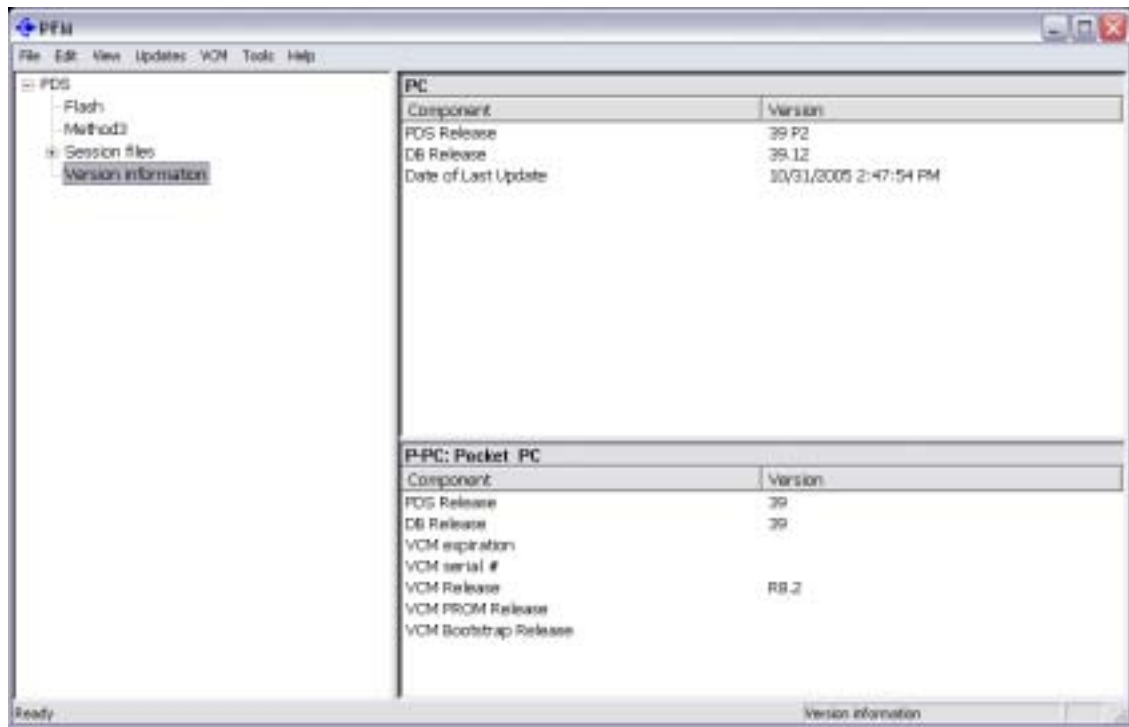 PFW
File Edit View Updates VCM Tools Help
PDS
Flash
Method3
Session files
Version information
PC
Component Version
PDS Release 39 P2
DB Release 39.12
Date of Last Update 10/31/2005 2:47:54 PM
P-PC: Pocket PC
Component Version
PDS Release 39
DB Release 39
VCM expiration
VCM serial #
VCM Release R8.2
VCM PROM Release
VCM Bootstrap Release
Ready Version information